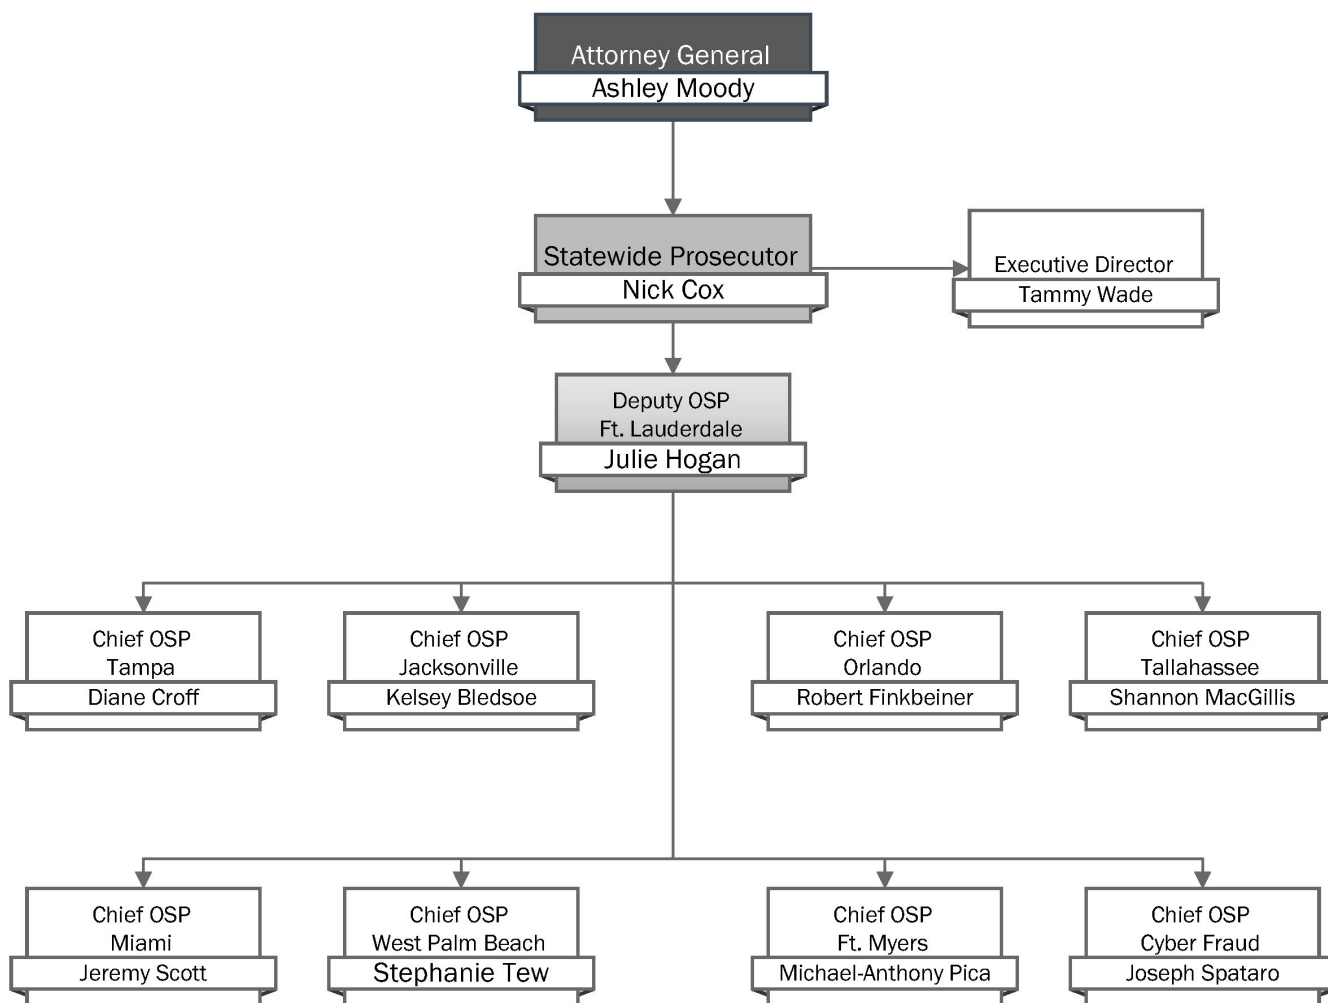 Attorney General
Ashley Moody
Statewide Prosecutor
Nick Cox
Executive Director
Tammy Wade
Deputy OSP
Ft. Lauderdale
Julie Hogan
Chief OSP
Tampa
Diane Croff
Chief OSP
Jacksonville
Kelsey Bledsoe
Chief OSP
Orlando
Robert Finkbeiner
Chief OSP
Tallahassee
Shannon MacGillis
Chief OSP
Miami
Jeremy Scott
Chief OSP
West Palm Beach
Stephanie Tew
Chief OSP
Ft. Myers
Michael-Anthony Pica
Chief OSP
Cyber Fraud
Joseph Spataro